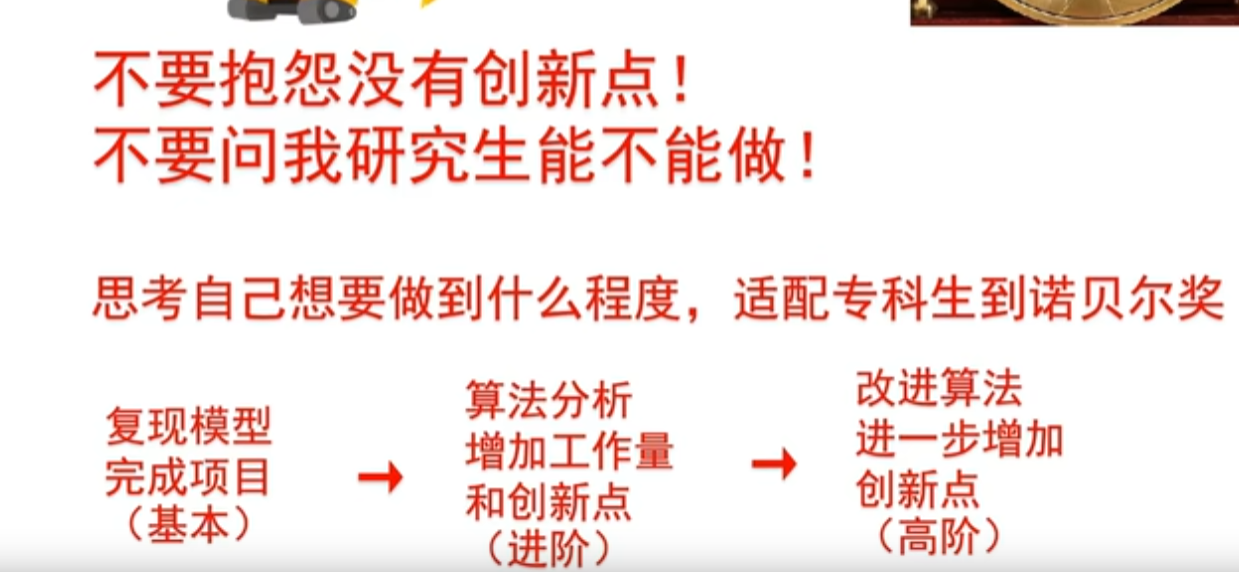 不要抱怨没有创新点！
不要问我研究生能不能做！
思考自己想要做到什么程度，适配专科生到诺贝尔奖
复现模型
完成项目
（基本）
算法分析
增加工作量
和创新点
（进阶）
改进算法
进一步增加
创新点
（高阶）